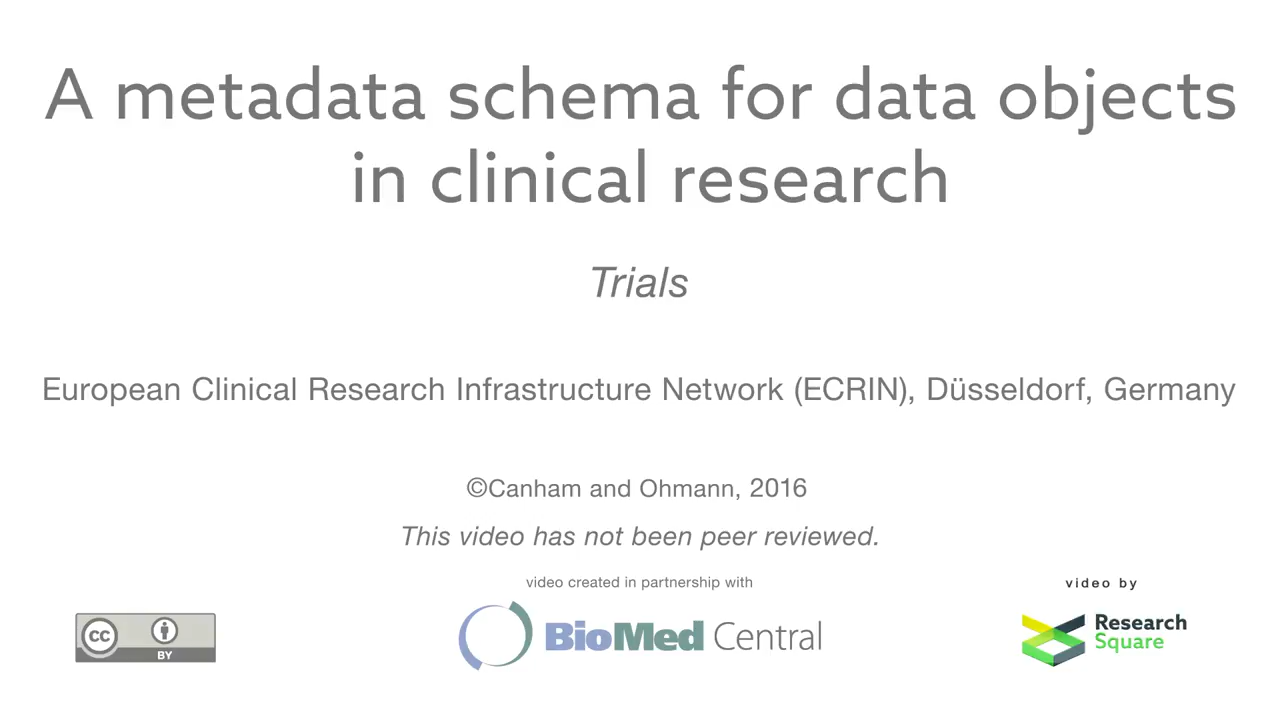 A metadata schema for data objects
in clinical research
Trials
European Clinical Research Infrastructure Network (ECRIN), Düsseldorf, Germany
©Canham and Ohmann, 2016
This video has not been peer reviewed.
video created in partnership with
BioMed Central
video by
Research
Square
CC
BY